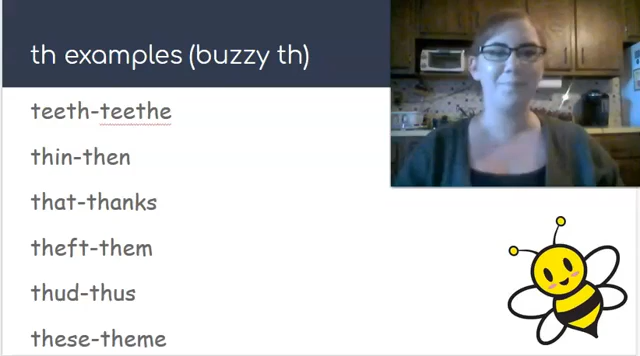 th examples (buzzy th)
teeth-teethe
thin-then
that-thanks
theft-them
thud-thus
these-theme